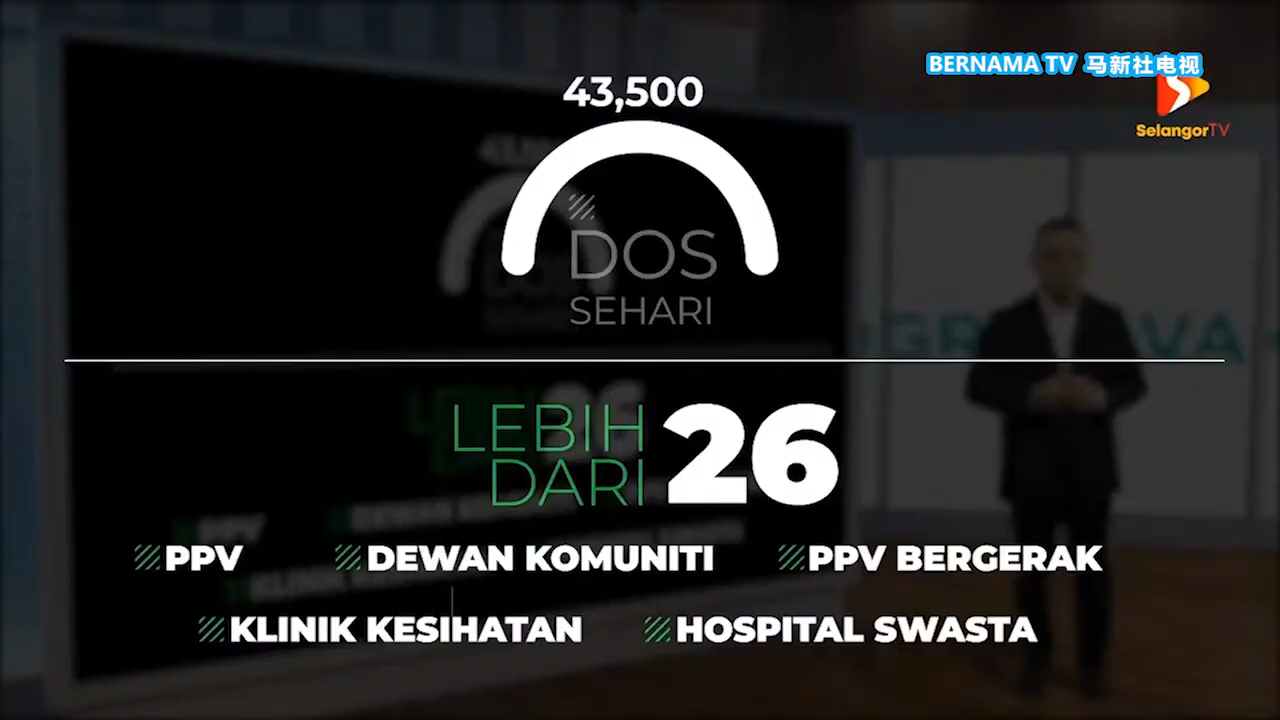 BERNAMA TV 马新社电视
SelangorTV
43,500
DOS
SEHARI
LEBIH
DARI 26
PPV DEWAN KOMUNITI PPV BERGERAK
KLINIK KESIHATAN HOSPITAL SWASTA